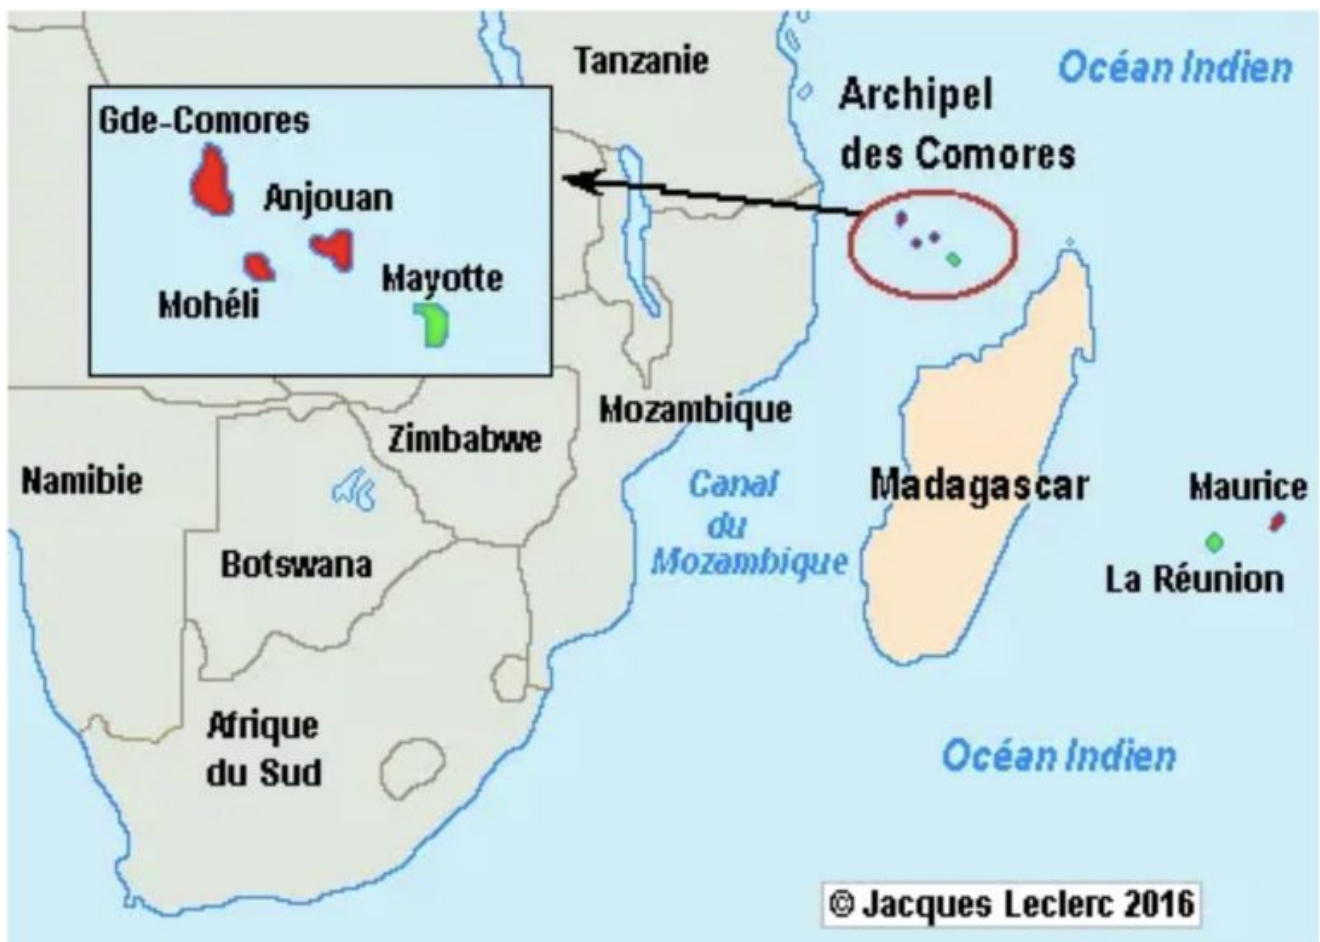 Tanzanie
Océan Indien
Archipel
des Comores
Gde-Comores
Anjouan
Mayotte
Mohéli
Mozambique
Zimbabwe
Namibie
Canal
du
Mozambique
Madagascar
Maurice
La Réunion
Botswana
Afrique
du Sud
Océan Indien
© Jacques Leclerc 2016